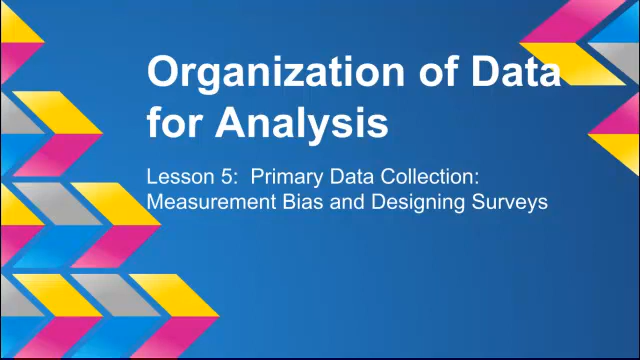 Organization of Data
for Analysis
Lesson 5:  Primary Data Collection:
Measurement Bias and Designing Surveys